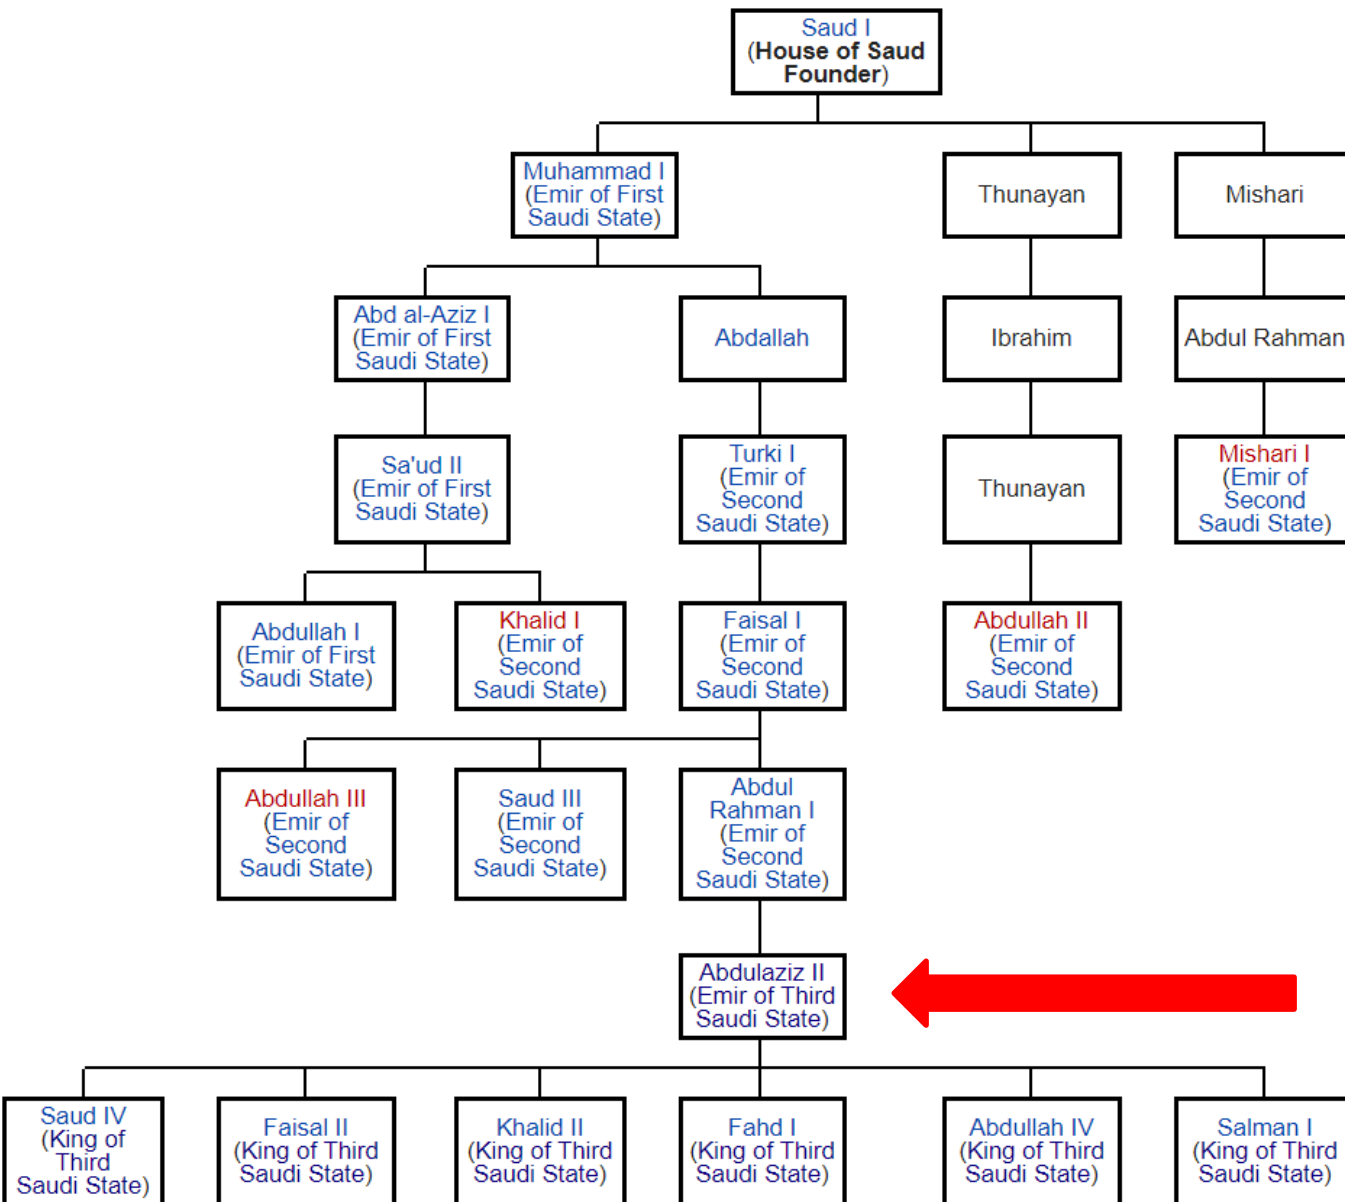 Saud I
(House of Saud
Founder)
Muhammad I
(Emir of First
Saudi State)
Thunayan
Mishari
Abd al-Aziz I
(Emir of First
Saudi State)
Abdallah
Ibrahim
Abdul Rahman
Sa'ud II
(Emir of First
Saudi State)
Turki I
(Emir of
Second
Saudi State)
Thunayan
Mishari I
(Emir of
Second
Saudi State)
Abdullah I
(Emir of First
Saudi State)
Khalid I
(Emir of
Second
Saudi State)
Faisal I
(Emir of
Second
Saudi State)
Abdullah II
(Emir of
Second
Saudi State)
Abdullah III
(Emir of
Second
Saudi State)
Saud III
(Emir of
Second
Saudi State)
Abdul
Rahman I
(Emir of
Second
Saudi State)
Abdulaziz II
(Emir of Third
Saudi State)
Saud IV
(King of
Third
Saudi State)
Faisal II
(King of Third
Saudi State)
Khalid II
(King of Third
Saudi State)
Fahd I
(King of Third
Saudi State)
Abdullah IV
(King of Third
Saudi State)
Salman I
(King of Third
Saudi State)